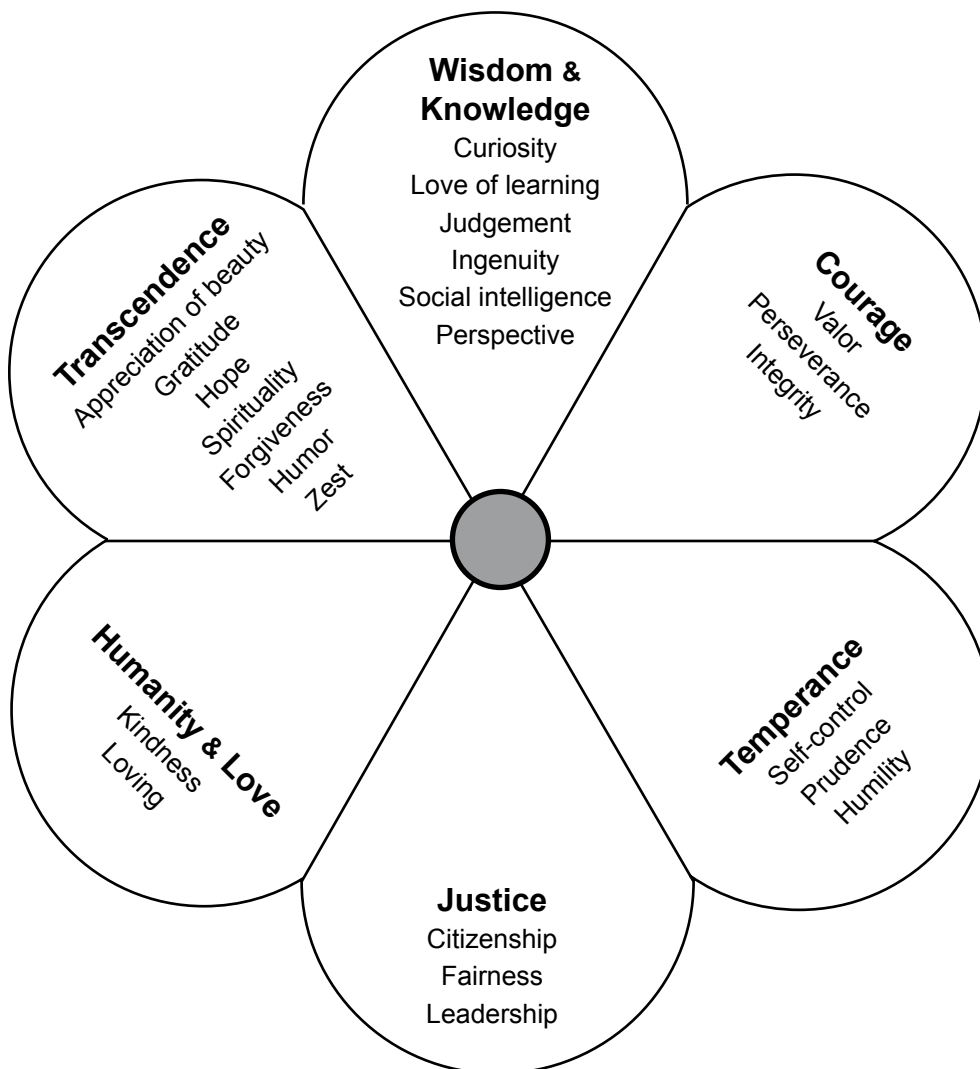 Wisdom &
Knowledge
Curiosity
Love of learning
Judgement
Ingenuity
Social intelligence
Perspective
Courage
Valor
Perseverance
Integrity
Temperance
Self-control
Prudence
Humility
Justice
Citizenship
Fairness
Leadership
Humanity & Love
Kindness
Loving
Transcendence
Appreciation of beauty
Gratitude
Hope
Spirituality
Forgiveness
Humor
Zest